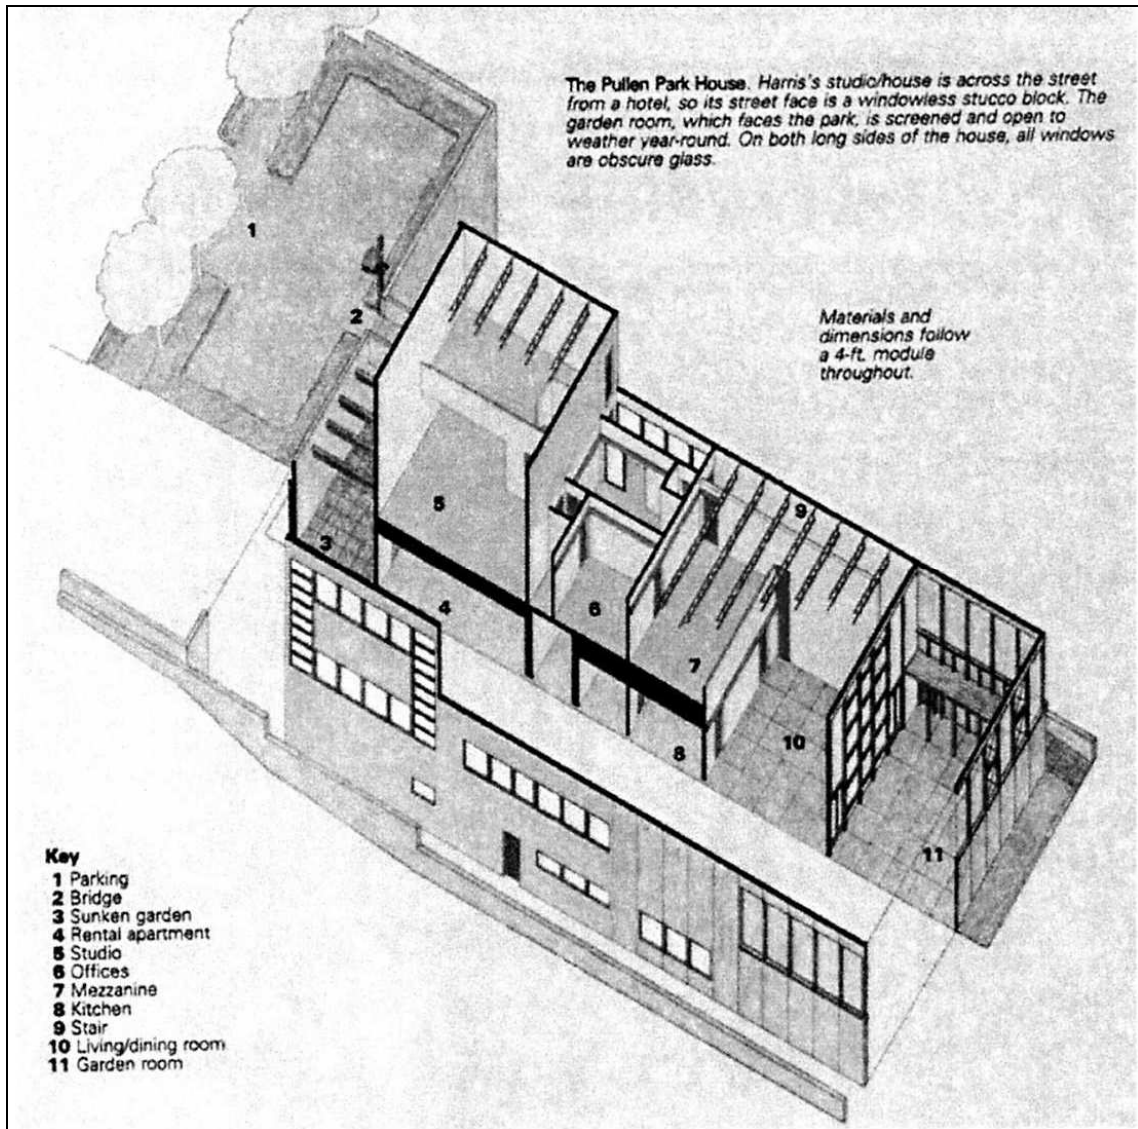 The Pullen Park House. Harris's studio/house is across the street
from a hotel, so its street face is a windowless stucco block. The
garden room, which faces the park, is screened and open to
weather year-round. On both long sides of the house, all windows
are obscure glass.
Materials and
dimensions follow
a 4-ft. module
throughout.
1
2
3
4
5
6
7
8
9
10
11
Key
1 Parking
2 Bridge
3 Sunken garden
4 Rental apartment
5 Studio
6 Offices
7 Mezzanine
8 Kitchen
9 Stair
10 Living/dining room
11 Garden room